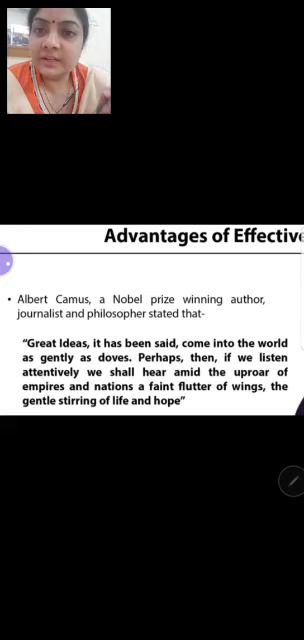 Advantages of Effective
• Albert Camus, a Nobel prize winning author,
journalist and philosopher stated that-
“Great Ideas, it has been said, come into the world
as gently as doves. Perhaps, then, if we listen
attentively we shall hear amid the uproar of
empires and nations a faint flutter of wings, the
gentle stirring of life and hope”